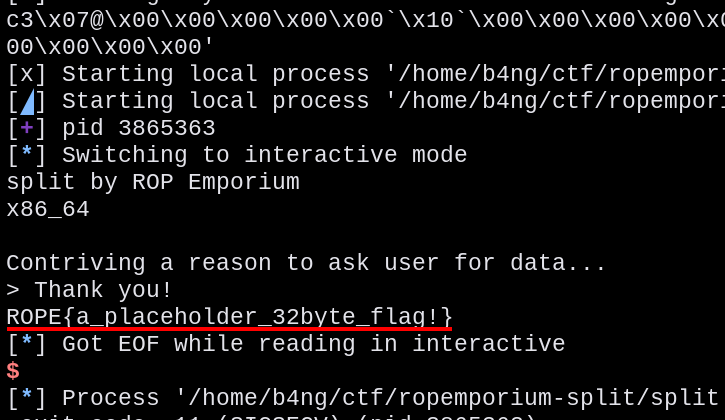 c3\x07@\x00\x00\x00\x00\x00`\x10`\x00\x00\x00\x00\x0
00\x00\x00\x00'
[x] Starting local process '/home/b4ng/ctf/ropempori
[◢] Starting local process '/home/b4ng/ctf/ropempori
[+] pid 3865363
[*] Switching to interactive mode
split by ROP Emporium
x86_64
Contriving a reason to ask user for data...
> Thank you!
ROPE{a_placeholder_32byte_flag!}
[*] Got EOF while reading in interactive
$
[*] Process '/home/b4ng/ctf/ropemporium-split/split